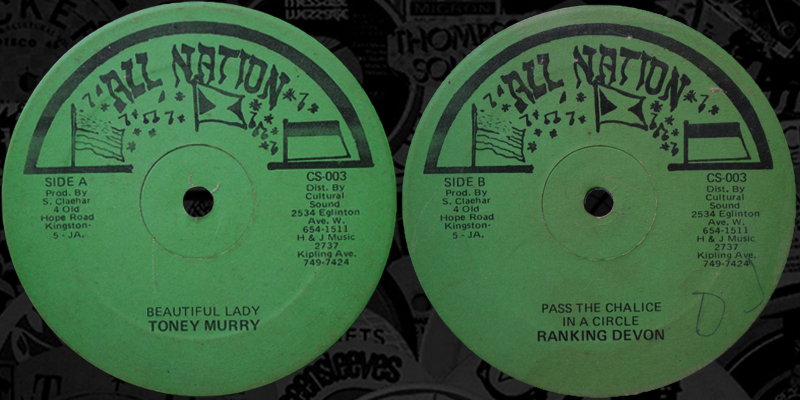 ALL NATION
SIDE A
Prod. By
S. Claehar
4 Old
Hope Road
Kingston-
5 - JA.
CS-003
Dist. By
Cultural
Sound
2534 Eglinton
Ave. W.
654-1511
H & J Music
2737
Kipling Ave.
749-7424
BEAUTIFUL LADY
TONEY MURRY
ALL NATION
SIDE B
Prod. By
S. Claehar
4 Old
Hope Road
Kingston-
5 - JA.
CS-003
Dist. By
Cultural
Sound
2534 Eglinton
Ave. W.
654-1511
H & J Music
2737
Kipling Ave.
749-7424
PASS THE CHALICE
IN A CIRCLE
RANKING DEVON
D
THOMPS
SO